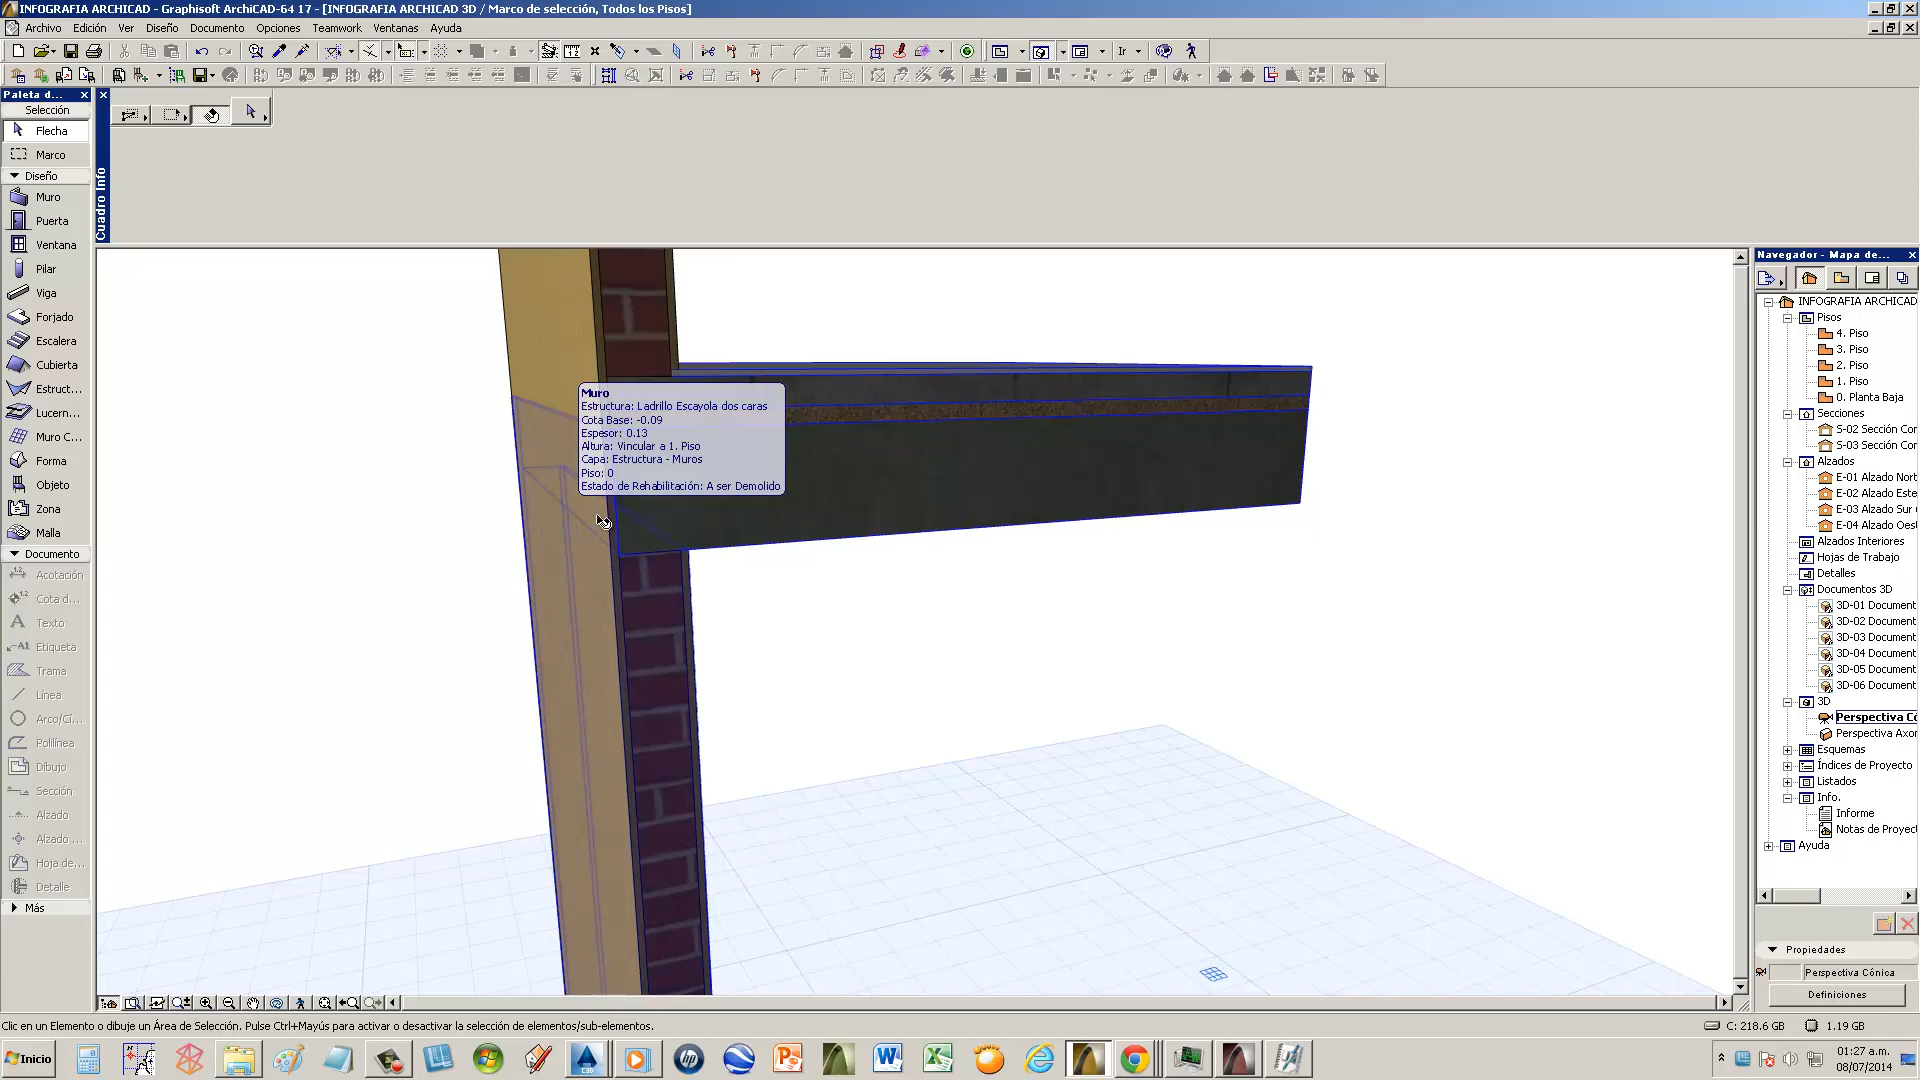 INFOGRAFIA ARCHICAD - Graphisoft ArchiCAD-64 17 - [INFOGRAFIA ARCHICAD 3D / Marco de selección, Todos los Pisos]
Archivo Edición Ver Diseño Documento Opciones Teamwork Ventanas Ayuda
Ir
Paleta d...
Selección
Flecha
Marco
Diseño
Muro
Puerta
Ventana
Pilar
Viga
Forjado
Escalera
Cubierta
Estruct...
Lucern...
Muro C...
Forma
Objeto
Zona
Malla
Documento
Acotación
Cota d...
Texto
Etiqueta
Trama
Línea
Arco/Cí...
Polilínea
Dibujo
Sección
Alzado
Alzado ...
Hoja de...
Detalle
Más
Cuadro Info
Muro
Estructura: Ladrillo Escayola dos caras
Cota Base: -0.09
Espesor: 0.13
Altura: Vincular a 1. Piso
Capa: Estructura - Muros
Piso: 0
Estado de Rehabilitación: A ser Demolido
Navegador - Mapa de...
INFOGRAFIA ARCHICAD
Pisos
4. Piso
3. Piso
2. Piso
1. Piso
0. Planta Baja
Secciones
S-02 Sección Cor
S-03 Sección Cor
Alzados
E-01 Alzado Nort
E-02 Alzado Este
E-03 Alzado Sur
E-04 Alzado Oes
Alzados Interiores
Hojas de Trabajo
Detalles
Documentos 3D
3D-01 Document
3D-02 Document
3D-03 Document
3D-04 Document
3D-05 Document
3D-06 Document
3D
Perspectiva Có
Perspectiva Axor
Esquemas
Índices de Proyecto
Listados
Info.
Informe
Notas de Proyec
Ayuda
Propiedades
Perspectiva Cónica
Definiciones
Clic en un Elemento o dibuje un Área de Selección. Pulse Ctrl+Mayús para activar o desactivar la selección de elementos/sub-elementos.
C: 218.6 GB 1.19 GB
Inicio
01:27 a.m.
08/07/2014